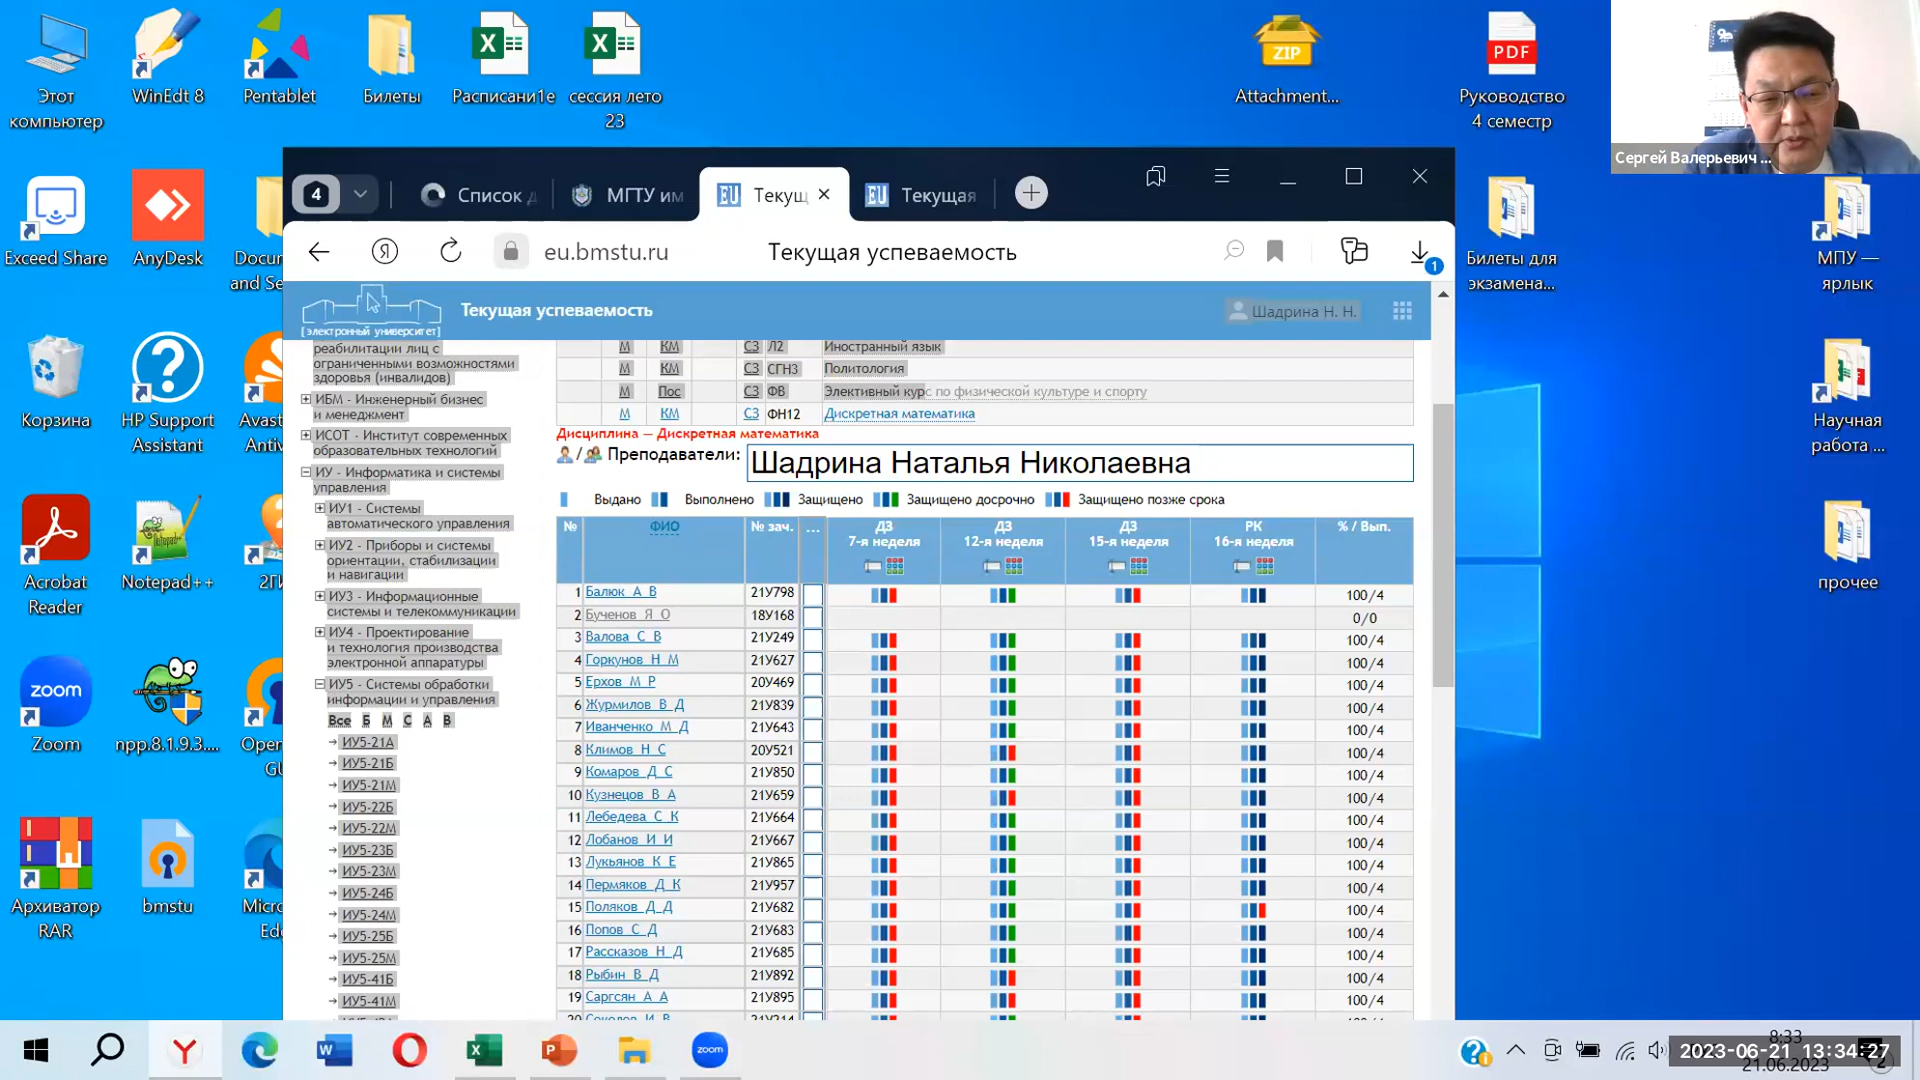 Этот компьютер
WinEdt 8
Pentablet
Билеты
Расписани1е
сессия лето 23
Attachment...
Руководство 4 семестр
Сергей Валерьевич ...
Exceed Share
AnyDesk
Билеты для экзамена...
МПУ — ярлык
Корзина
HP Support Assistant
Научная работа ...
Acrobat Reader
Notepad++
прочее
Zoom
npp.8.1.9.3....
Архиватор RAR
bmstu
4
Список
МГТУ им
Текущ
Текущая
eu.bmstu.ru
Текущая успеваемость
1
[электронный университет]
Текущая успеваемость
Шадрина Н. Н.
реабилитации лиц с
ограниченными возможностями
здоровья (инвалидов)
ИБМ - Инженерный бизнес
и менеджмент
ИСОТ - Институт современных
образовательных технологий
ИУ - Информатика и системы
управления
ИУ1 - Системы
автоматического управления
ИУ2 - Приборы и системы
ориентации, стабилизации
и навигации
ИУ3 - Информационные
системы и телекоммуникации
ИУ4 - Проектирование
и технология производства
электронной аппаратуры
ИУ5 - Системы обработки
информации и управления
Все Б М С А В
ИУ5-21А
ИУ5-21Б
ИУ5-21М
ИУ5-22Б
ИУ5-22М
ИУ5-23Б
ИУ5-23М
ИУ5-24Б
ИУ5-24М
ИУ5-25Б
ИУ5-25М
ИУ5-41Б
ИУ5-41М
М КМ СЗ Л2 Иностранный язык
М КМ СЗ СГН3 Политология
М Пос СЗ ФВ Элективный курс по физической культуре и спорту
М КМ СЗ ФН12 Дискретная математика
Дисциплина — Дискретная математика
/ Преподаватели: Шадрина Наталья Николаевна
Выдано Выполнено Защищено Защищено досрочно Защищено позже срока
№ ФИО № зач. ... ДЗ 7-я неделя ДЗ 12-я неделя ДЗ 15-я неделя РК 16-я неделя % / Вып.
1 Балюк А В 21У798 100/4
2 Бученов Я О 18У168 0/0
3 Валова С В 21У249 100/4
4 Горкунов Н М 21У627 100/4
5 Ерхов М Р 20У469 100/4
6 Журмилов В Д 21У839 100/4
7 Иванченко М Д 21У643 100/4
8 Климов Н С 20У521 100/4
9 Комаров Д С 21У850 100/4
10 Кузнецов В А 21У659 100/4
11 Лебедева С К 21У664 100/4
12 Лобанов И И 21У667 100/4
13 Лукьянов К Е 21У865 100/4
14 Пермяков Д К 21У957 100/4
15 Поляков Д Д 21У682 100/4
16 Попов С Д 21У683 100/4
17 Рассказов Н Д 21У685 100/4
18 Рыбин В Д 21У892 100/4
19 Саргсян А А 21У895 100/4
8:33
2023-06-21 13:34:27
21.06.2023